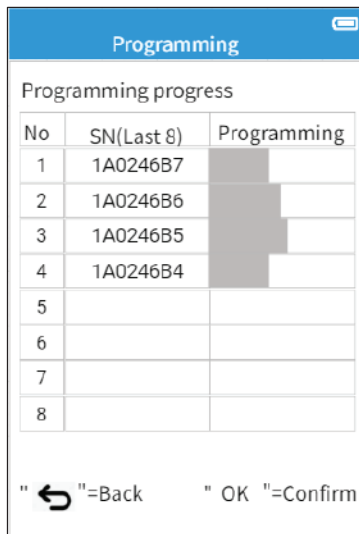 Programming
Programming progress
No SN(Last 8) Programming
1 1A0246B7
2 1A0246B6
3 1A0246B5
4 1A0246B4
5
6
7
8
" "=Back " OK "=Confirm